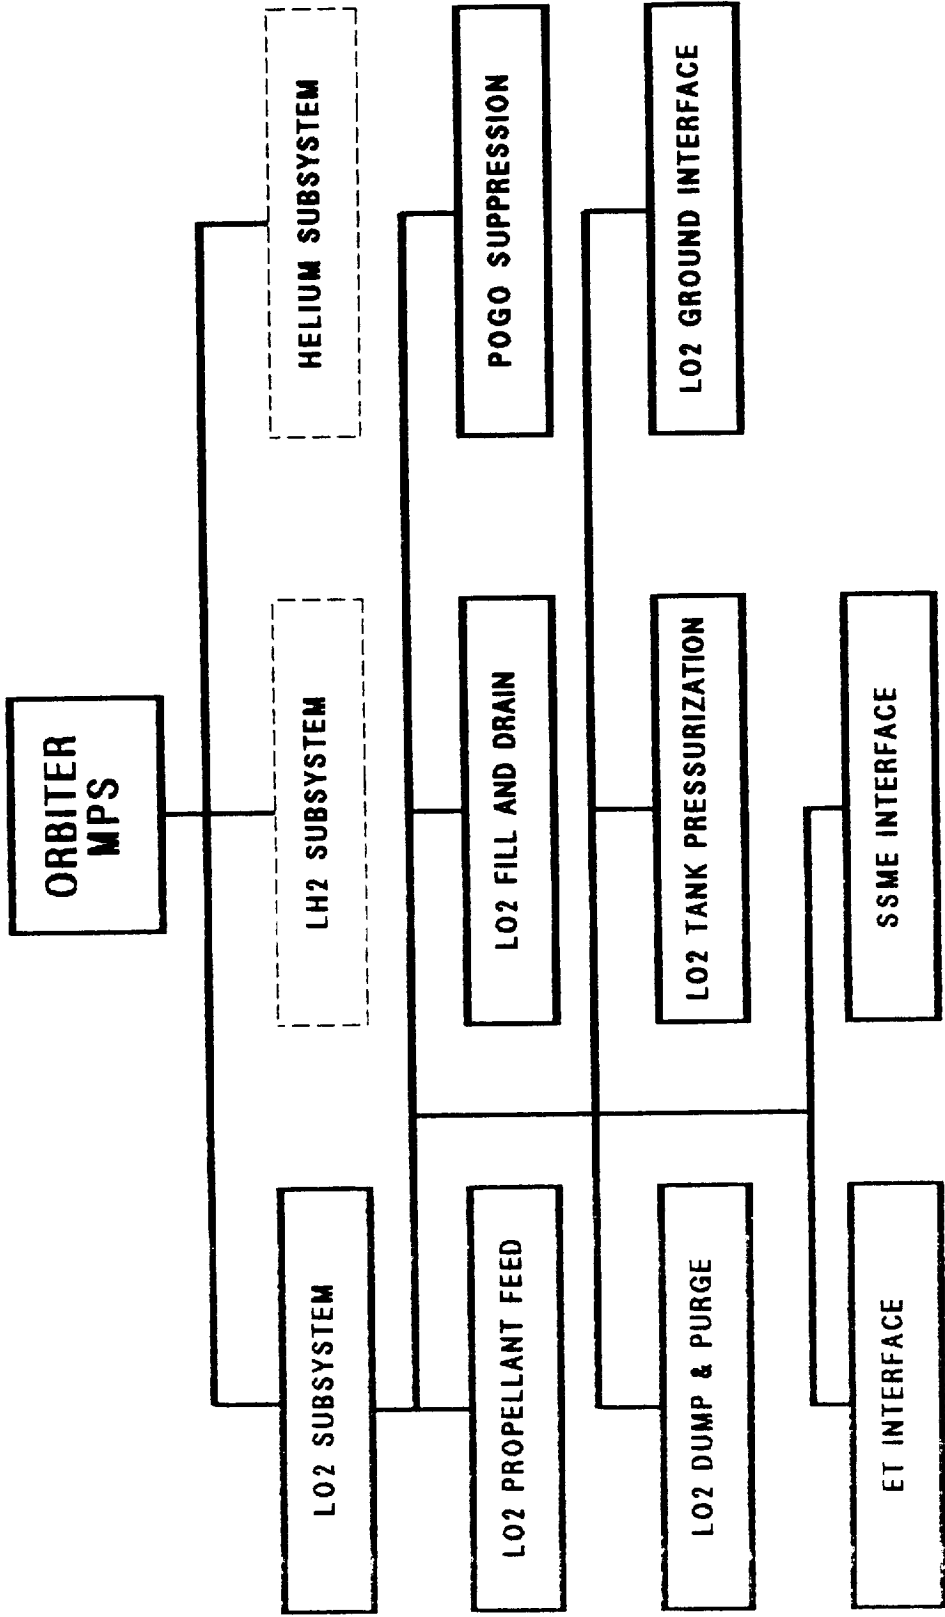 ORBITER
MPS
LO2 SUBSYSTEM
LH2 SUBSYSTEM
HELIUM SUBSYSTEM
LO2 PROPELLANT FEED
LO2 FILL AND DRAIN
POGO SUPPRESSION
LO2 DUMP & PURGE
LO2 TANK PRESSURIZATION
LO2 GROUND INTERFACE
ET INTERFACE
SSME INTERFACE